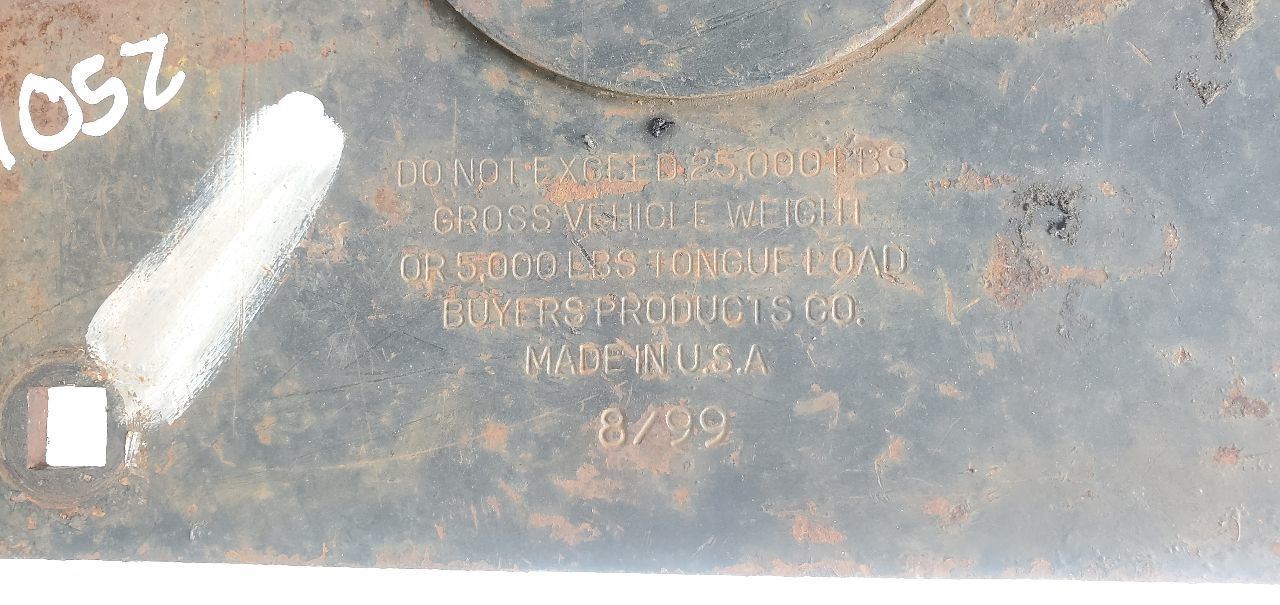 1052
DO NOT EXCEED 25,000 LBS
GROSS VEHICLE WEIGHT
OR 5,000 LBS TONGUE LOAD
BUYERS PRODUCTS CO.
MADE IN U.S.A
8/99